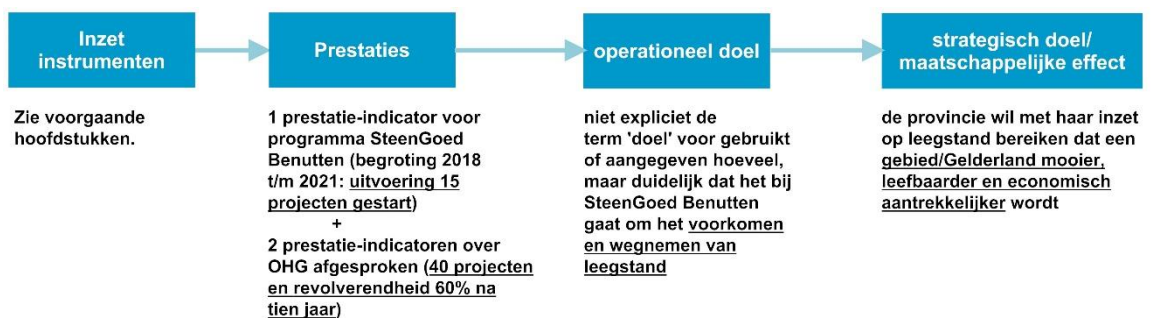 Inzet
instrumenten
Prestaties
operationeel doel
strategisch doel/
maatschappelijke effect
Zie voorgaande
hoofdstukken.
1 prestatie-indicator voor
programma SteenGoed
Benutten (begroting 2018
t/m 2021: uitvoering 15
projecten gestart)
+
2 prestatie-indicatoren over
OHG afgesproken (40 projecten
en revolverendheid 60% na
tien jaar)
niet expliciet de
term 'doel' voor gebruikt
of aangegeven hoeveel,
maar duidelijk dat het bij
SteenGoed Benutten
gaat om het voorkomen
en wegnemen van
leegstand
de provincie wil met haar inzet
op leegstand bereiken dat een
gebied/Gelderland mooier,
leefbaarder en economisch
aantrekkelijker wordt